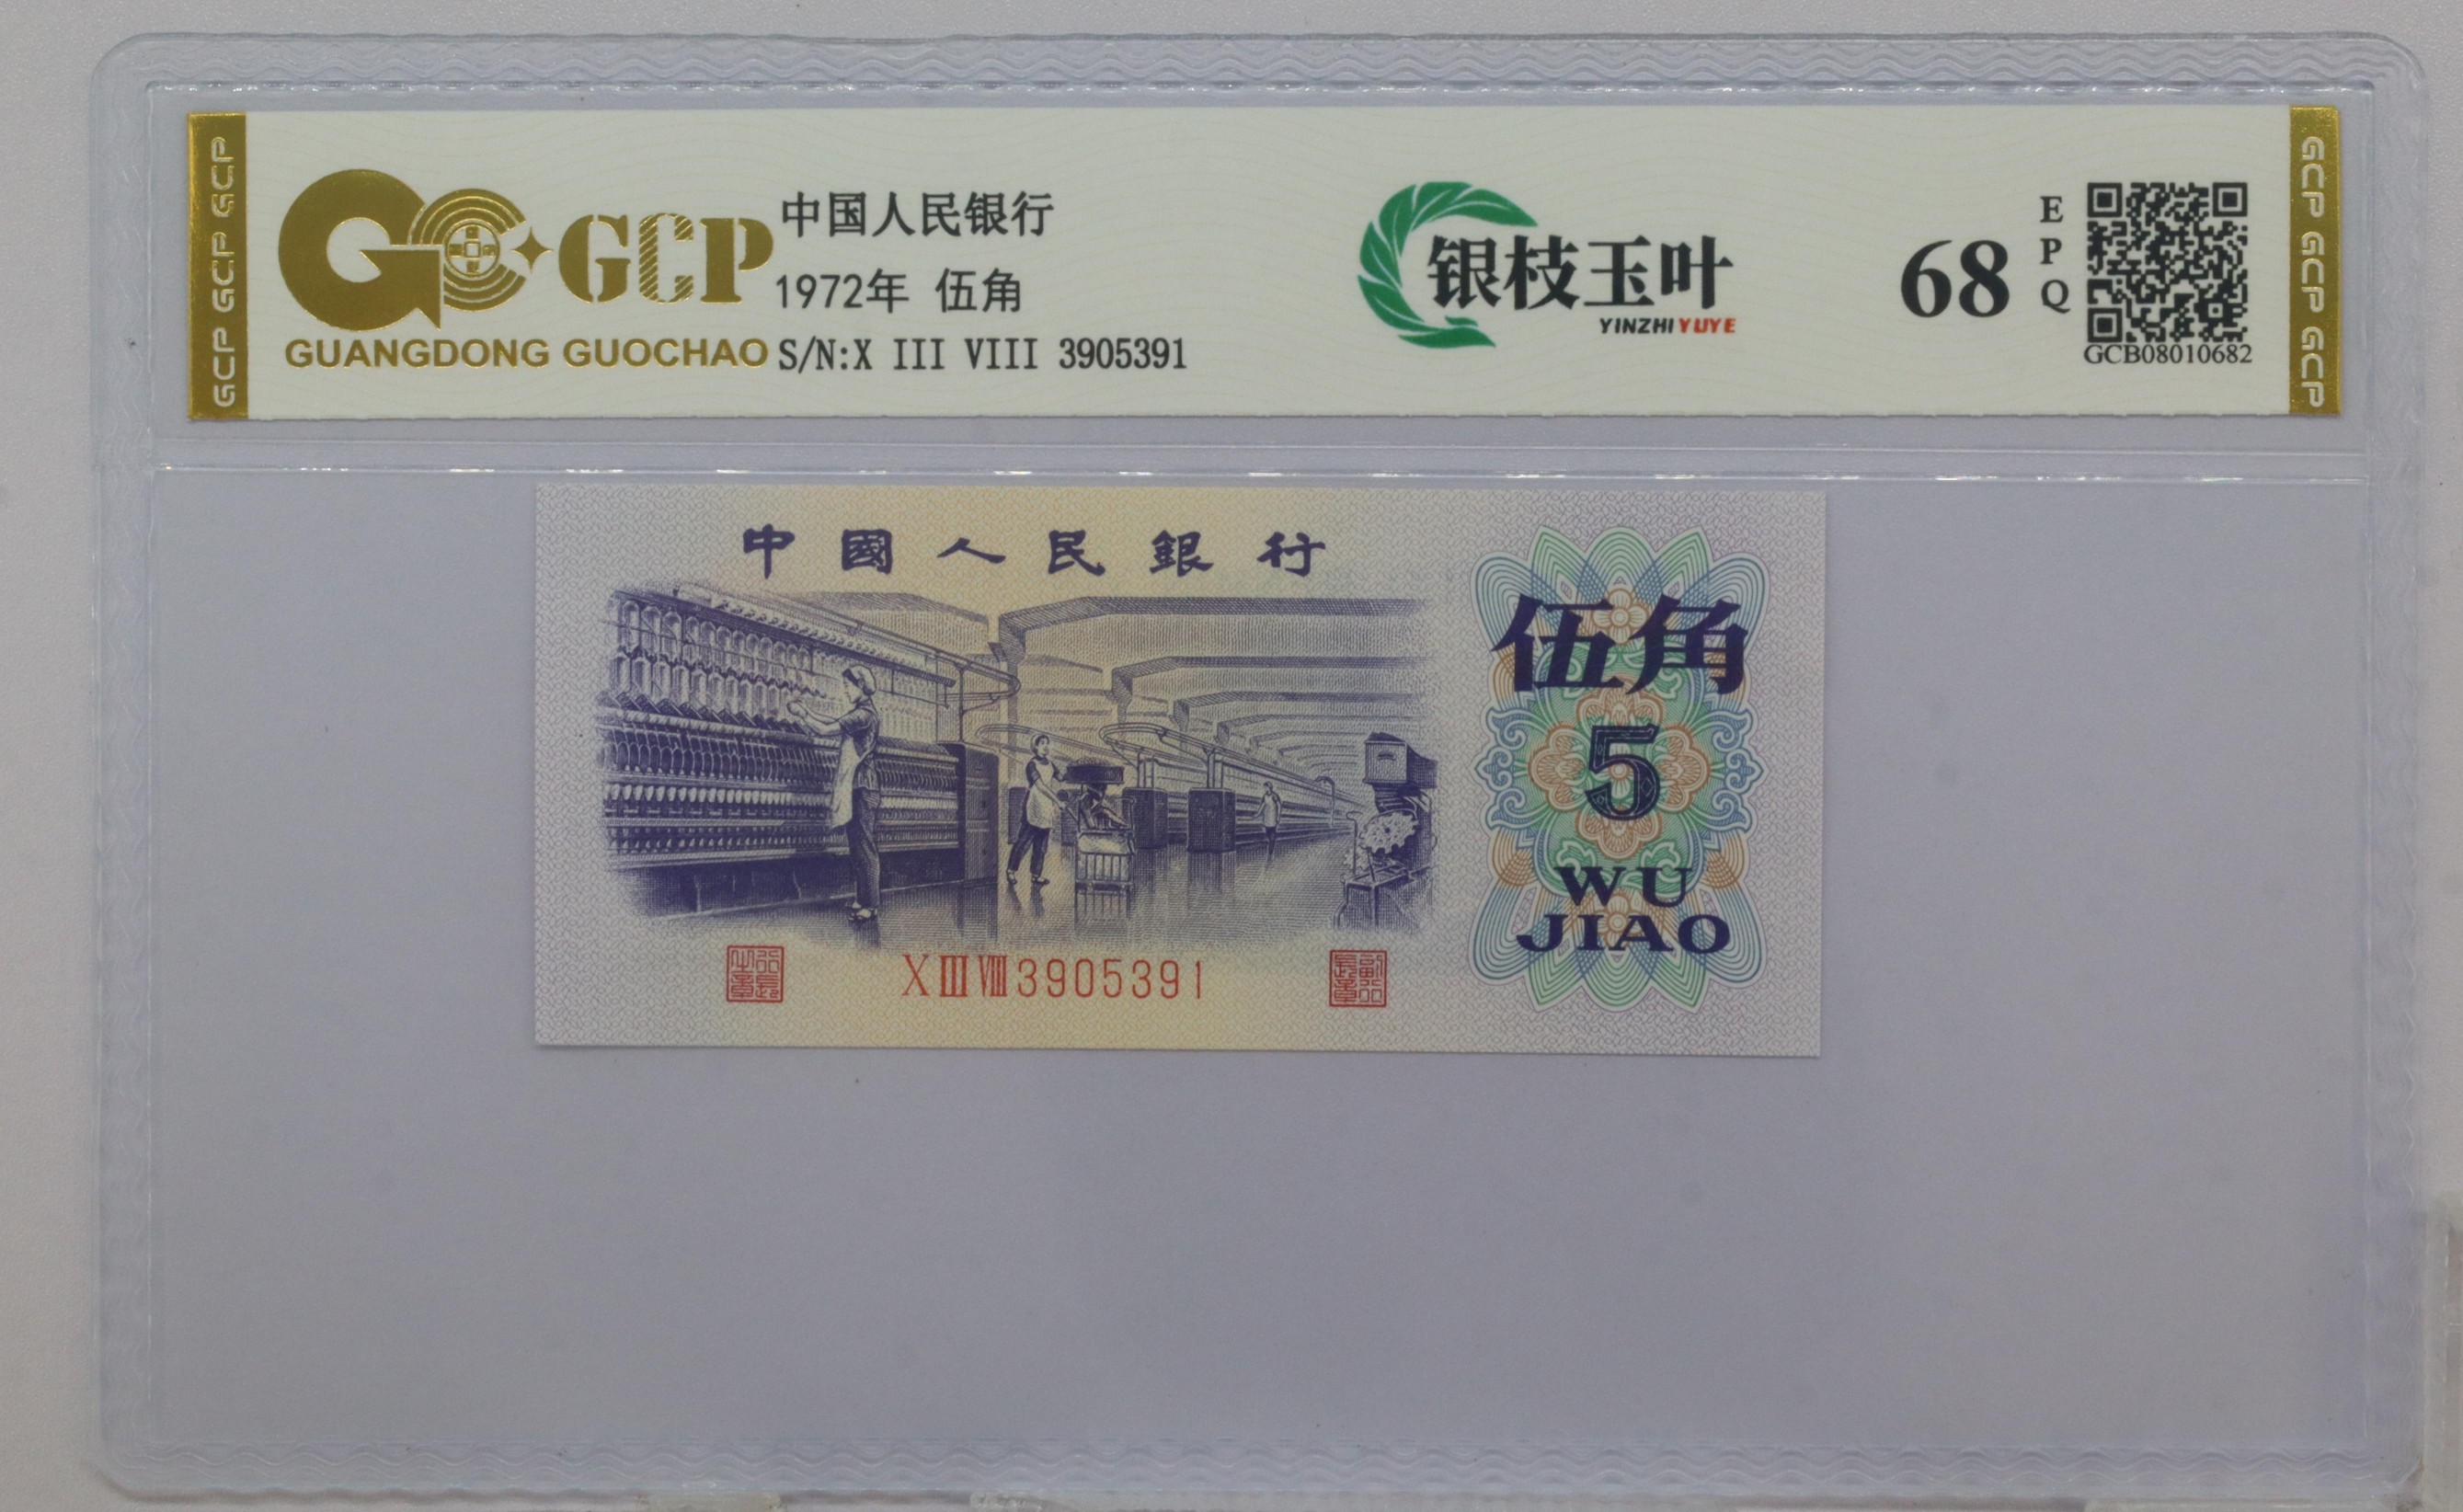 GCP GCP GCP
GCP
GUANGDONG GUOCHAO
中国人民银行
1972年 伍角
S/N:X III VIII 3905391
银枝玉叶
YINZHI YUYE
68
EPQ
GCB08010682
GCP GCP GCP
中國人民銀行
伍角
5
WU
JIAO
X III VIII 3905391